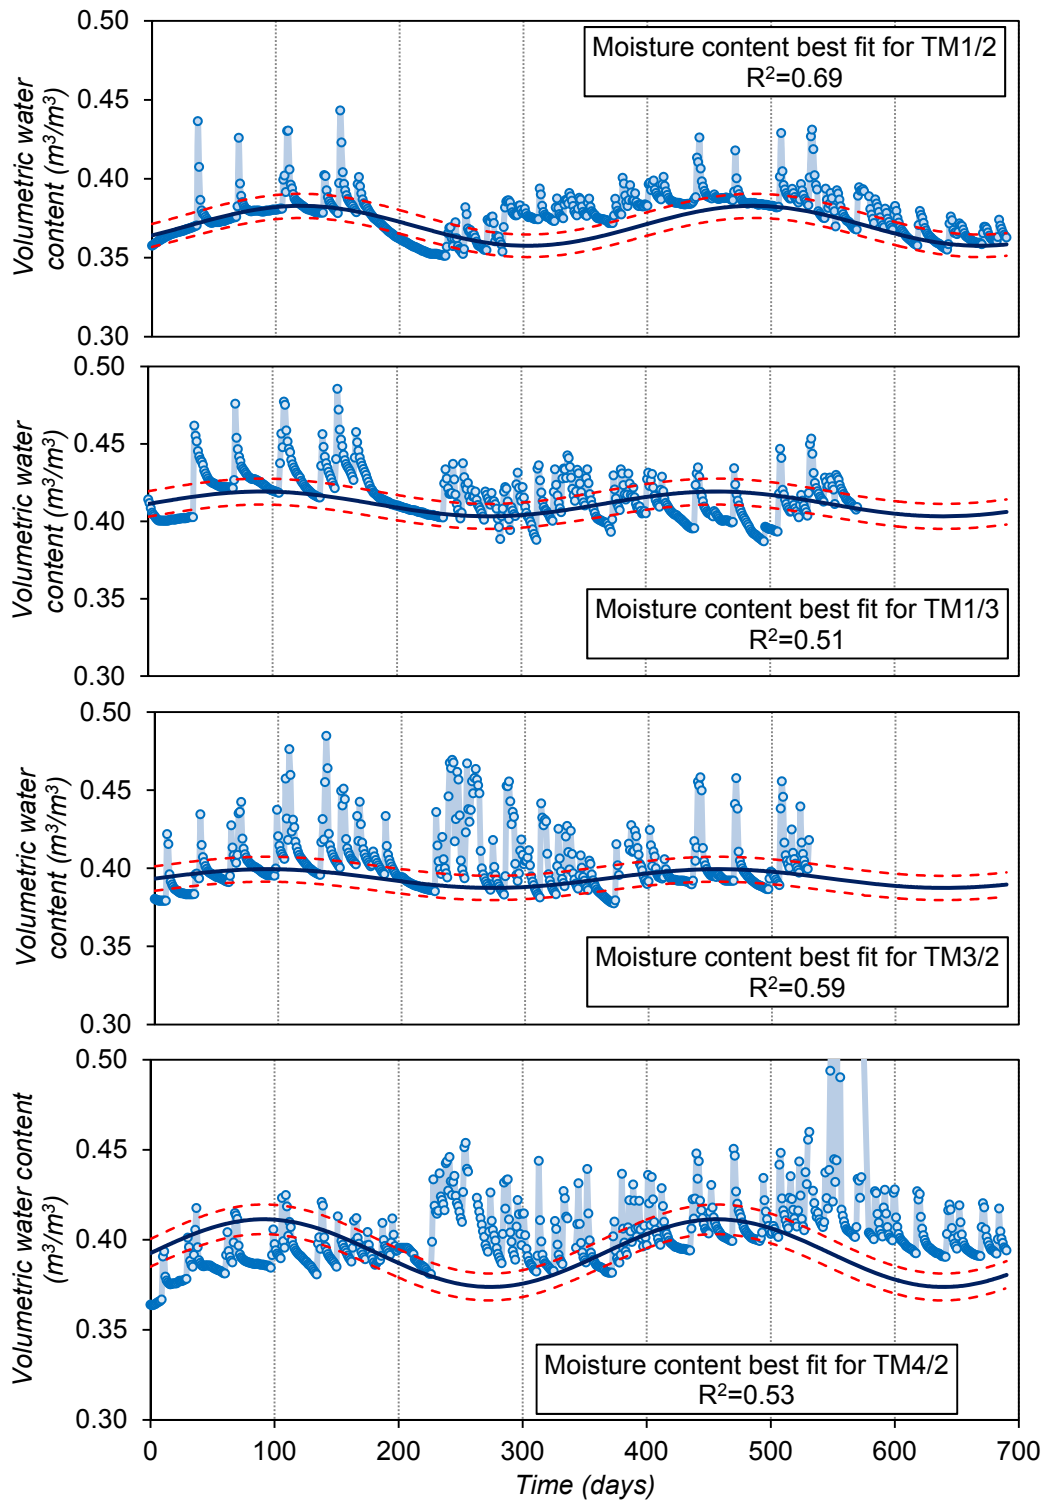 0.50
0.45
0.40
0.35
0.30
Volumetric water
content (m³/m³)
Moisture content best fit for TM1/2
R²=0.69
0.50
0.45
0.40
0.35
0.30
Volumetric water
content (m³/m³)
Moisture content best fit for TM1/3
R²=0.51
0.50
0.45
0.40
0.35
0.30
Volumetric water
content (m³/m³)
Moisture content best fit for TM3/2
R²=0.59
0.50
0.45
0.40
0.35
0.30
Volumetric water content
(m³/m³)
Moisture content best fit for TM4/2
R²=0.53
0 100 200 300 400 500 600 700
Time (days)